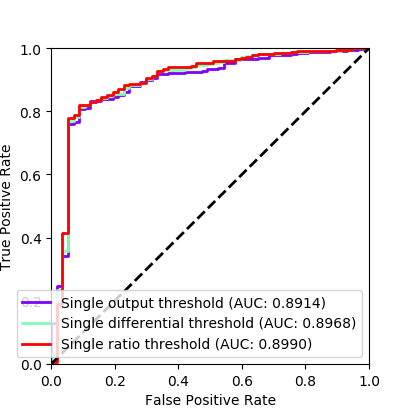 1.0
0.8
0.6
0.4
0.2
0.0
True Positive Rate
Single output threshold (AUC: 0.8914)
Single differential threshold (AUC: 0.8968)
Single ratio threshold (AUC: 0.8990)
0.0 0.2 0.4 0.6 0.8 1.0
False Positive Rate